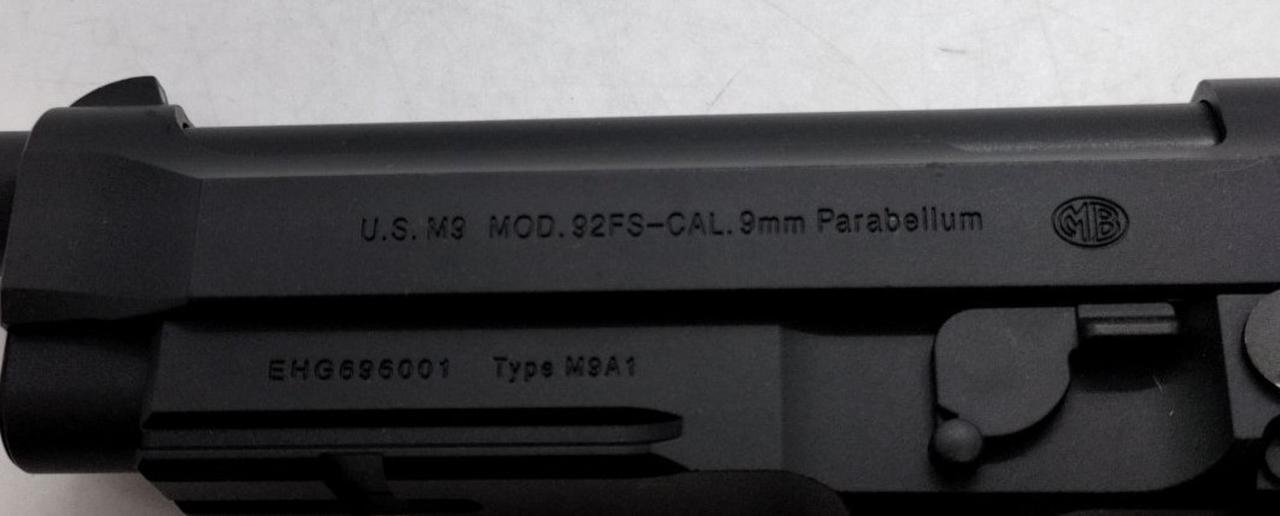 U.S. M9 MOD. 92FS-CAL. 9mm Parabellum MB
EHG696001 Type M9A1